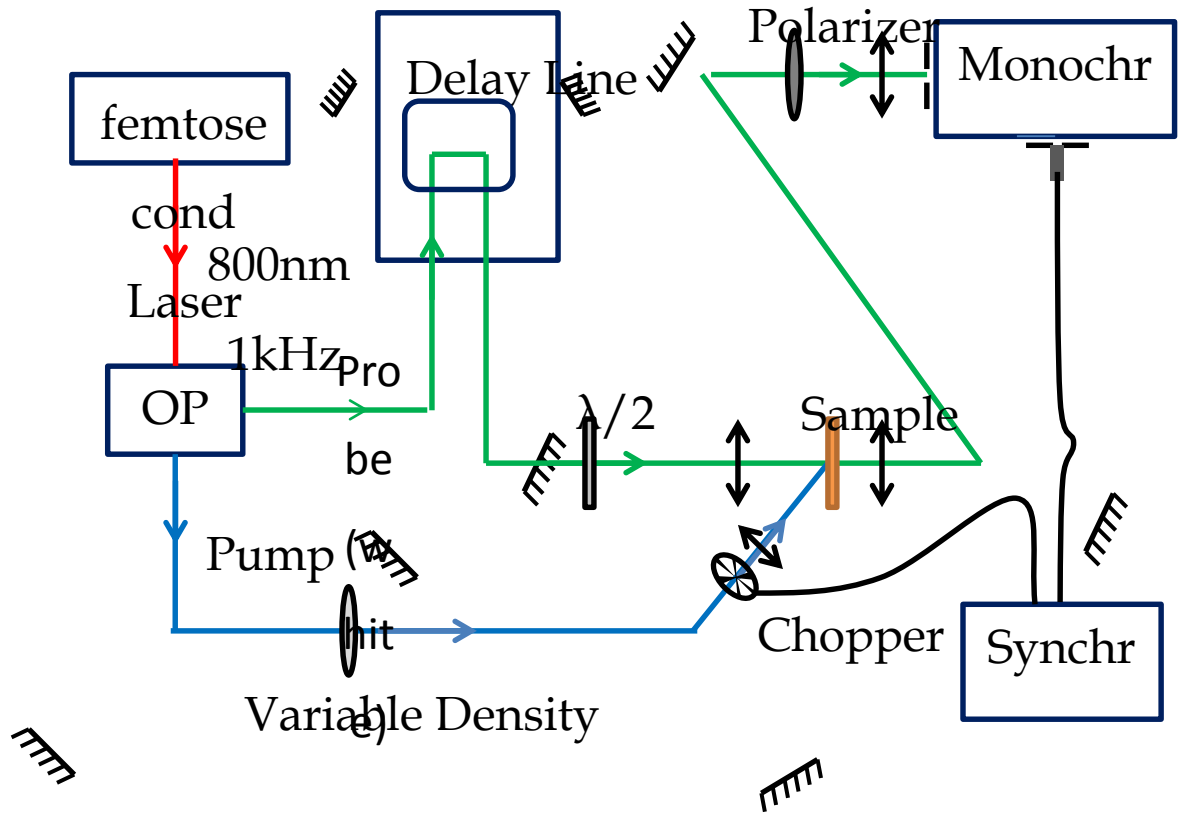 Polarizer
Monochr
Delay Line
femtose
cond
800nm
Laser
1kHz
Pro
be
(w
hit
e)
OP
λ/2
Sample
Pump
Chopper
Synchr
Variable Density